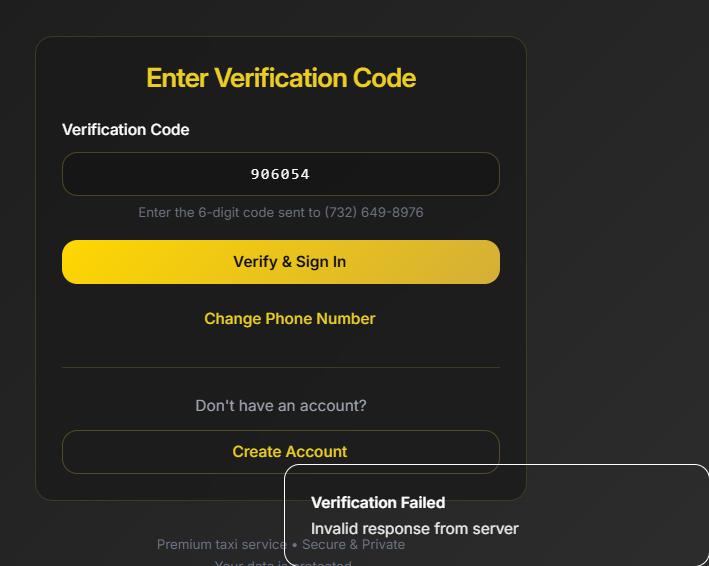 Enter Verification Code
Verification Code
906054
Enter the 6-digit code sent to (732) 649-8976
Verify & Sign In
Change Phone Number
Don't have an account?
Create Account
Verification Failed
Invalid response from server
Premium taxi service • Secure & Private
Your data is protected